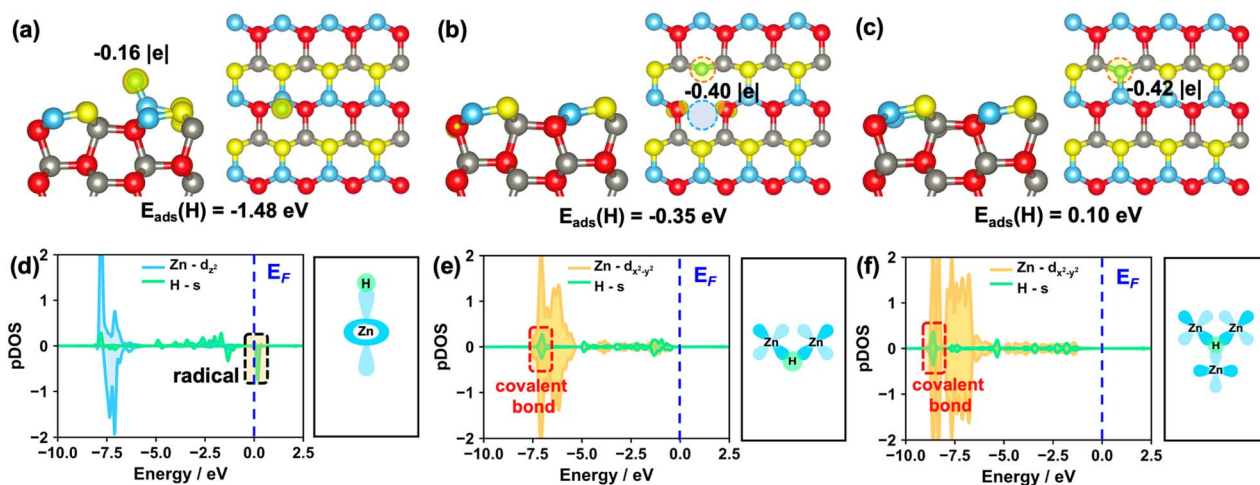 (a)
-0.16 |e|
E_ads(H) = -1.48 eV
(b)
-0.40 |e|
E_ads(H) = -0.35 eV
(c)
-0.42 |e|
E_ads(H) = 0.10 eV
(d)
pDOS
2
1
0
−1
−2
Zn - d_z²
H - s
E_F
radical
−10.0 −7.5 −5.0 −2.5 0.0 2.5
Energy / eV
H
Zn
(e)
pDOS
2
1
0
−1
−2
Zn - d_x²-y²
H - s
E_F
covalent
bond
−10.0 −7.5 −5.0 −2.5 0.0 2.5
Energy / eV
Zn Zn
H
(f)
pDOS
2
1
0
−1
−2
Zn - d_x²-y²
H - s
E_F
covalent
bond
−10.0 −7.5 −5.0 −2.5 0.0 2.5
Energy / eV
Zn Zn
H
Zn